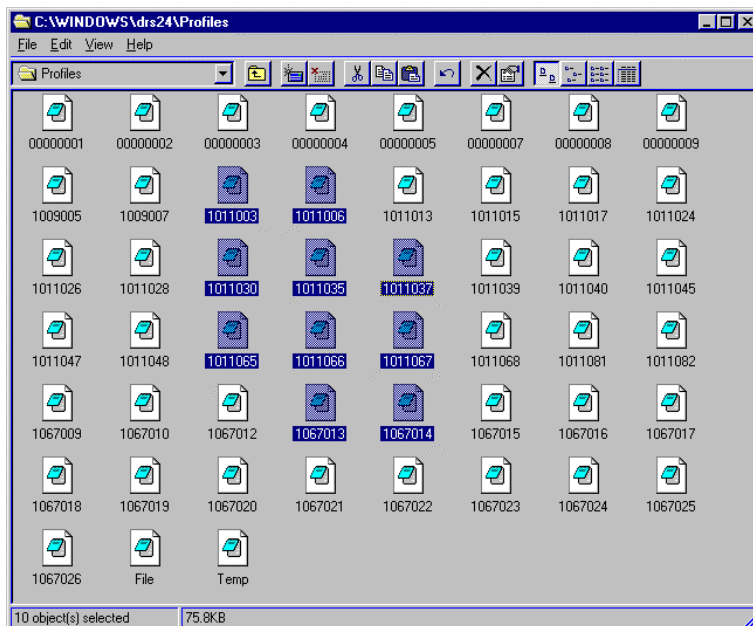 C:\WINDOWS\drs24\Profiles
File Edit View Help
Profiles
00000001 00000002 00000003 00000004 00000005 00000007 00000008 00000009
1009005 1009007 1011003 1011006 1011013 1011015 1011017 1011024
1011026 1011028 1011030 1011035 1011037 1011039 1011040 1011045
1011047 1011048 1011065 1011066 1011067 1011068 1011081 1011082
1067009 1067010 1067012 1067013 1067014 1067015 1067016 1067017
1067018 1067019 1067020 1067021 1067022 1067023 1067024 1067025
1067026 File Temp
10 object(s) selected 75.8KB